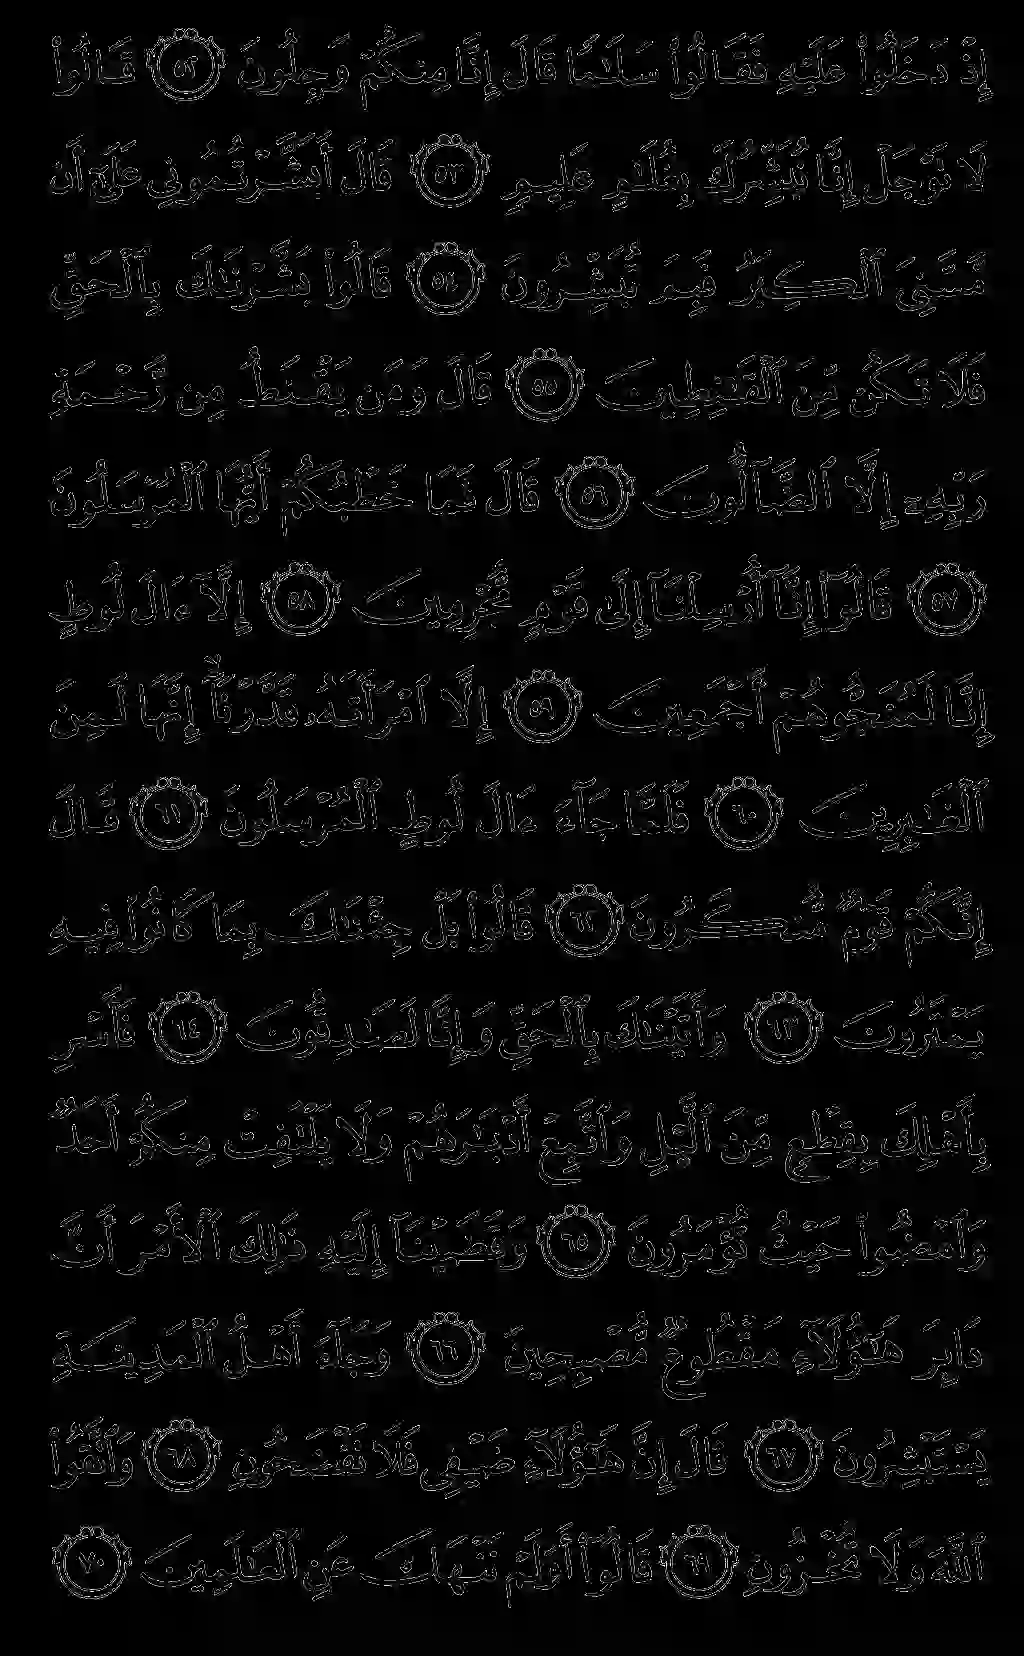 إِذْ دَخَلُوا۟ عَلَيْهِ فَقَالُوا۟ سَلَـٰمًا قَالَ إِنَّا مِنكُمْ وَجِلُونَ ٥٢ قَالُوا۟
لَا تَوْجَلْ إِنَّا نُبَشِّرُكَ بِغُلَـٰمٍ عَلِيمٍ ٥٣ قَالَ أَبَشَّرْتُمُونِى عَلَىٰٓ أَن
مَّسَّنِىَ ٱلْكِبَرُ فَبِمَ تُبَشِّرُونَ ٥٤ قَالُوا۟ بَشَّرْنَـٰكَ بِٱلْحَقِّ
فَلَا تَكُن مِّنَ ٱلْقَـٰنِطِينَ ٥٥ قَالَ وَمَن يَقْنَطُ مِن رَّحْمَةِ
رَبِّهِۦٓ إِلَّا ٱلضَّآلُّونَ ٥٦ قَالَ فَمَا خَطْبُكُمْ أَيُّهَا ٱلْمُرْسَلُونَ
٥٧ قَالُوٓا۟ إِنَّآ أُرْسِلْنَآ إِلَىٰ قَوْمٍ مُّجْرِمِينَ ٥٨ إِلَّآ ءَالَ لُوطٍ
إِنَّا لَمُنَجُّوهُمْ أَجْمَعِينَ ٥٩ إِلَّا ٱمْرَأَتَهُۥ قَدَّرْنَآ ۙ إِنَّهَا لَمِنَ
ٱلْغَـٰبِرِينَ ٦٠ فَلَمَّا جَآءَ ءَالَ لُوطٍ ٱلْمُرْسَلُونَ ٦١ قَالَ
إِنَّكُمْ قَوْمٌ مُّنكَرُونَ ٦٢ قَالُوا۟ بَلْ جِئْنَـٰكَ بِمَا كَانُوا۟ فِيهِ
يَمْتَرُونَ ٦٣ وَأَتَيْنَـٰكَ بِٱلْحَقِّ وَإِنَّا لَصَـٰدِقُونَ ٦٤ فَأَسْرِ
بِأَهْلِكَ بِقِطْعٍ مِّنَ ٱلَّيْلِ وَٱتَّبِعْ أَدْبَـٰرَهُمْ وَلَا يَلْتَفِتْ مِنكُمْ أَحَدٌ
وَٱمْضُوا۟ حَيْثُ تُؤْمَرُونَ ٦٥ وَقَضَيْنَآ إِلَيْهِ ذَٰلِكَ ٱلْأَمْرَ أَنَّ
دَابِرَ هَـٰٓؤُلَآءِ مَقْطُوعٌ مُّصْبِحِينَ ٦٦ وَجَآءَ أَهْلُ ٱلْمَدِينَةِ
يَسْتَبْشِرُونَ ٦٧ قَالَ إِنَّ هَـٰٓؤُلَآءِ ضَيْفِى فَلَا تَفْضَحُونِ ٦٨ وَٱتَّقُوا۟
ٱللَّهَ وَلَا تُخْزُونِ ٦٩ قَالُوٓا۟ أَوَلَمْ نَنْهَكَ عَنِ ٱلْعَـٰلَمِينَ ٧٠